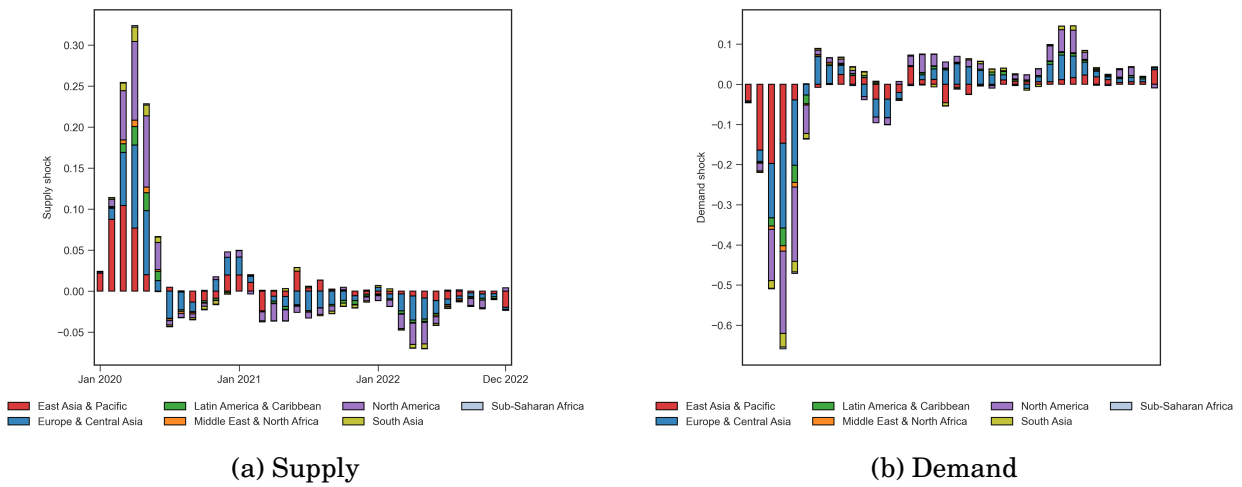 Supply shock
0.30
0.25
0.20
0.15
0.10
0.05
0.00
−0.05
Jan 2020 Jan 2021 Jan 2022 Dec 2022
East Asia & Pacific Latin America & Caribbean North America Sub-Saharan Africa
Europe & Central Asia Middle East & North Africa South Asia
(a) Supply
Demand shock
0.1
0.0
−0.1
−0.2
−0.3
−0.4
−0.5
−0.6
East Asia & Pacific Latin America & Caribbean North America Sub-Saharan Africa
Europe & Central Asia Middle East & North Africa South Asia
(b) Demand